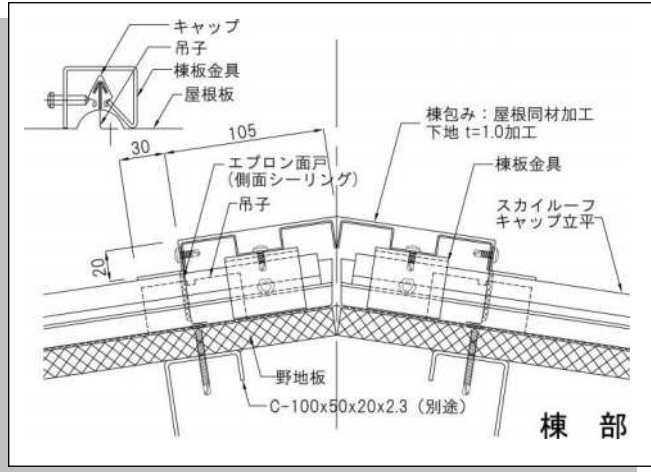 キャップ
吊子
棟板金具
屋根板
105
30
エプロン面戸
(側面シーリング)
吊子
20
棟包み：屋根同材加工
下地 t=1.0加工
棟板金具
スカイルーフ
キャップ立平
野地板
C-100x50x20x2.3（別途）
棟 部